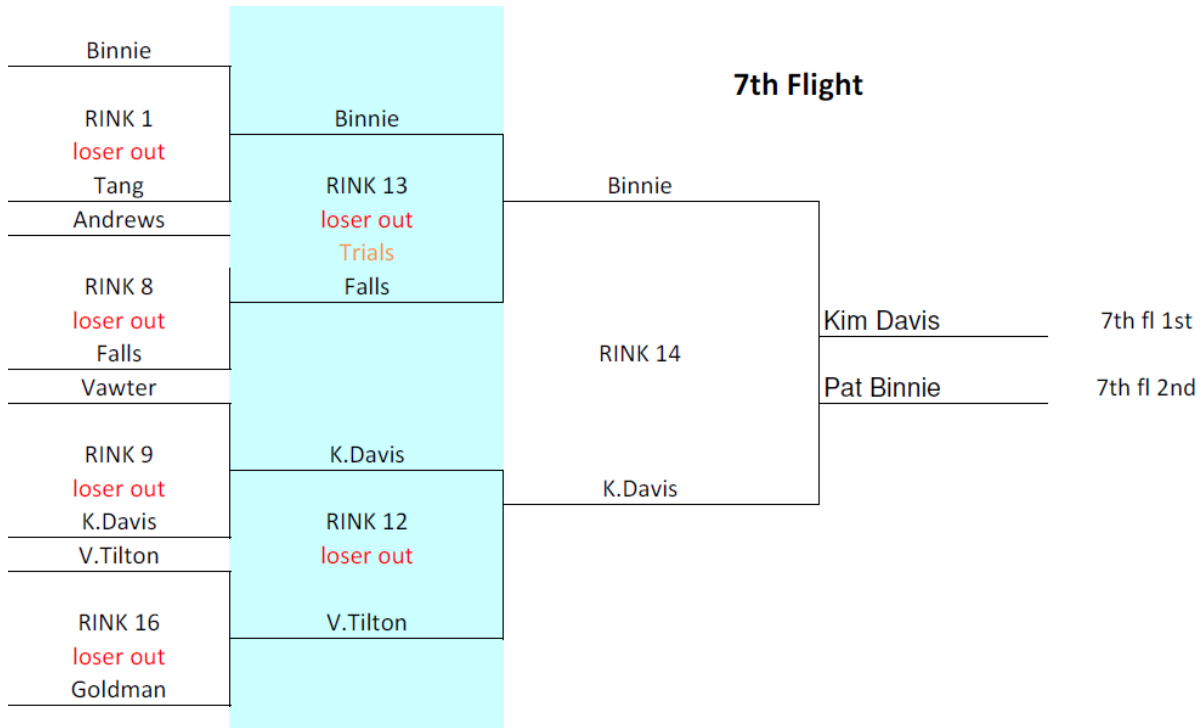 Binnie
7th Flight
RINK 1
Binnie
loser out
Tang
RINK 13
Binnie
Andrews
loser out
Trials
RINK 8
Falls
loser out
Kim Davis
7th fl 1st
Falls
RINK 14
Vawter
Pat Binnie
7th fl 2nd
RINK 9
K.Davis
loser out
K.Davis
K.Davis
RINK 12
V.Tilton
loser out
RINK 16
V.Tilton
loser out
Goldman